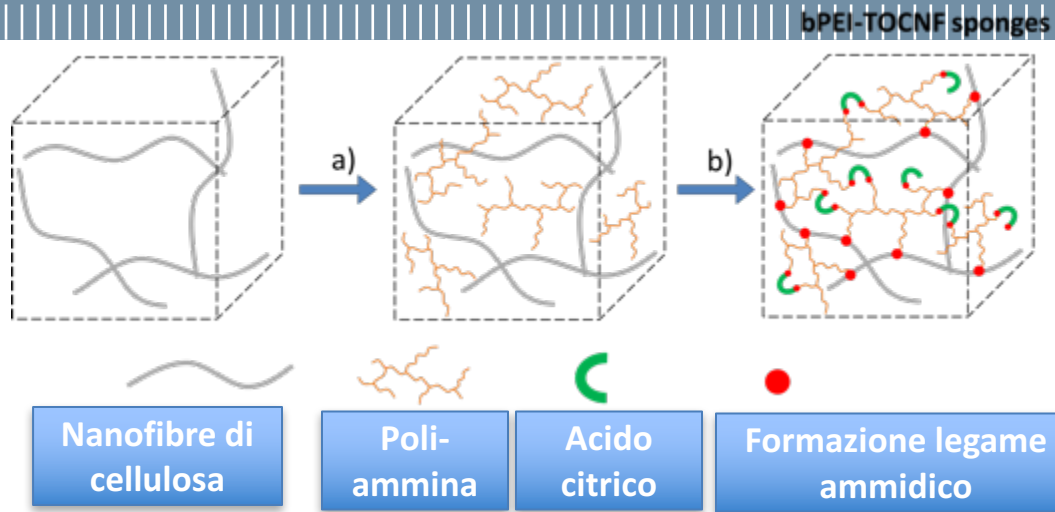 bPEI-TOCNF sponges
a)
b)
Nanofibre di
cellulosa
Poli-
ammina
Acido
citrico
Formazione legame
ammidico